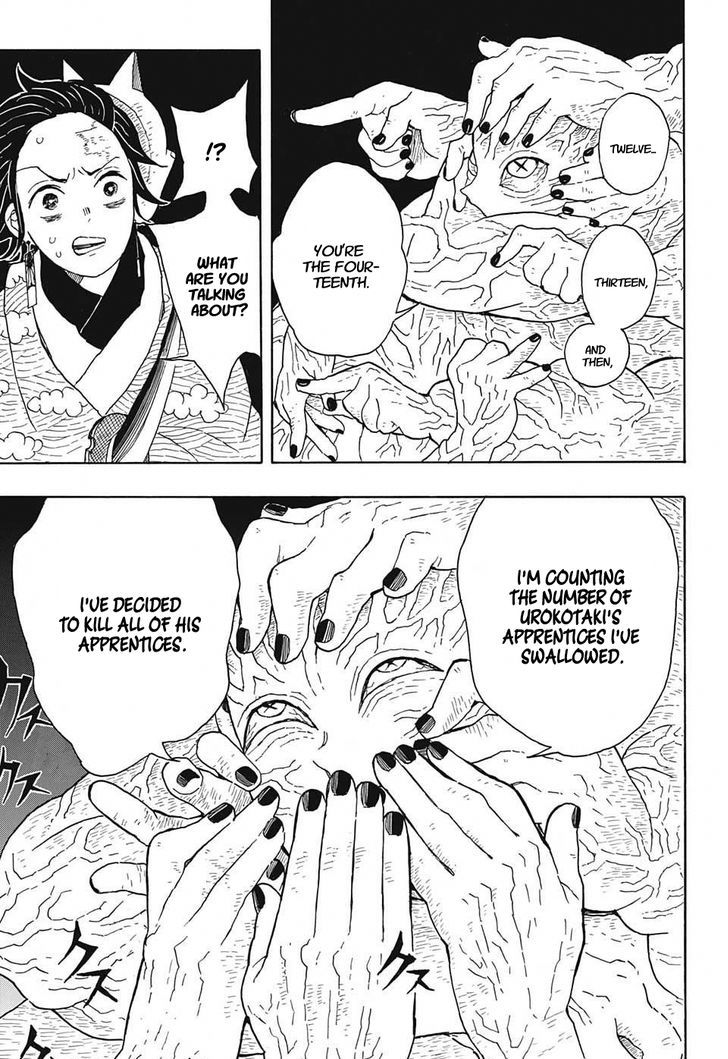 TWELVE...
THIRTEEN,
AND
THEN,
YOU'RE
THE FOUR-
TEENTH.
!?
WHAT
ARE YOU
TALKING
ABOUT?
I'M COUNTING
THE NUMBER OF
UROKOTAKI'S
APPRENTICES I'VE
SWALLOWED.
I'VE DECIDED
TO KILL ALL OF HIS
APPRENTICES.
クス
クス
クス
クス